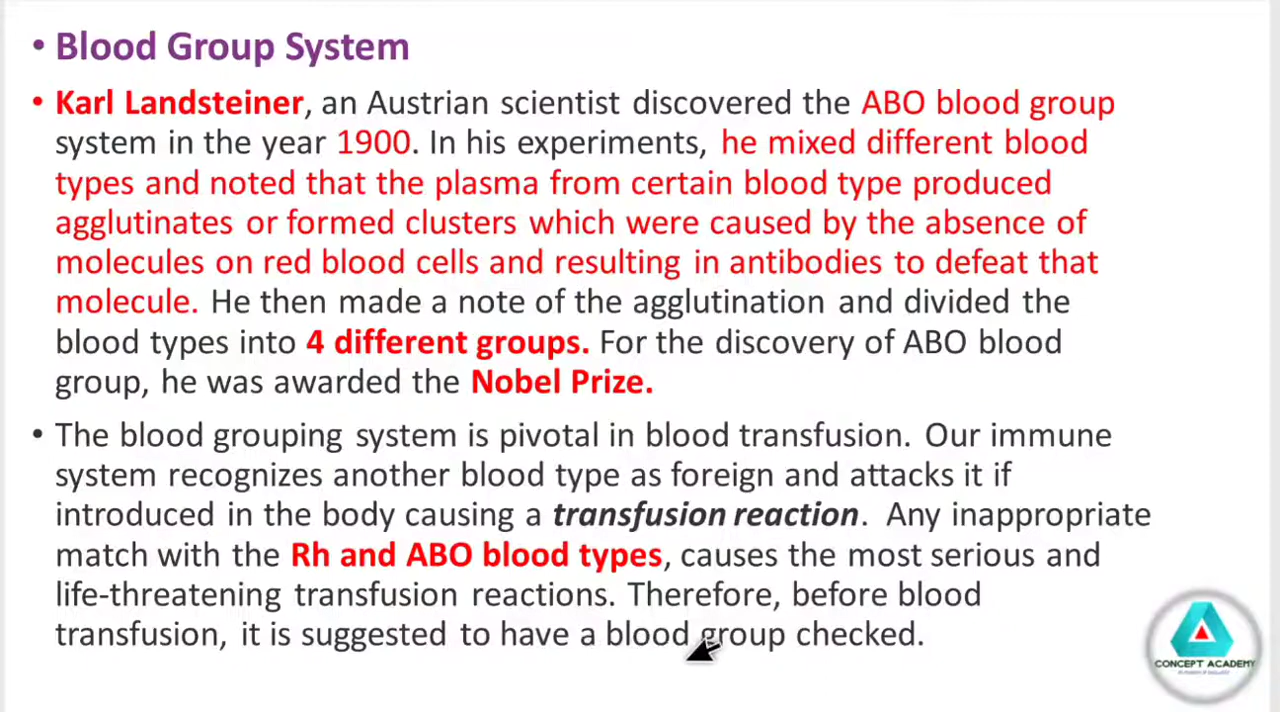 • Blood Group System
• Karl Landsteiner, an Austrian scientist discovered the ABO blood group
system in the year 1900. In his experiments, he mixed different blood
types and noted that the plasma from certain blood type produced
agglutinates or formed clusters which were caused by the absence of
molecules on red blood cells and resulting in antibodies to defeat that
molecule. He then made a note of the agglutination and divided the
blood types into 4 different groups. For the discovery of ABO blood
group, he was awarded the Nobel Prize.
• The blood grouping system is pivotal in blood transfusion. Our immune
system recognizes another blood type as foreign and attacks it if
introduced in the body causing a transfusion reaction. Any inappropriate
match with the Rh and ABO blood types, causes the most serious and
life-threatening transfusion reactions. Therefore, before blood
transfusion, it is suggested to have a blood group checked.
CONCEPT ACADEMY